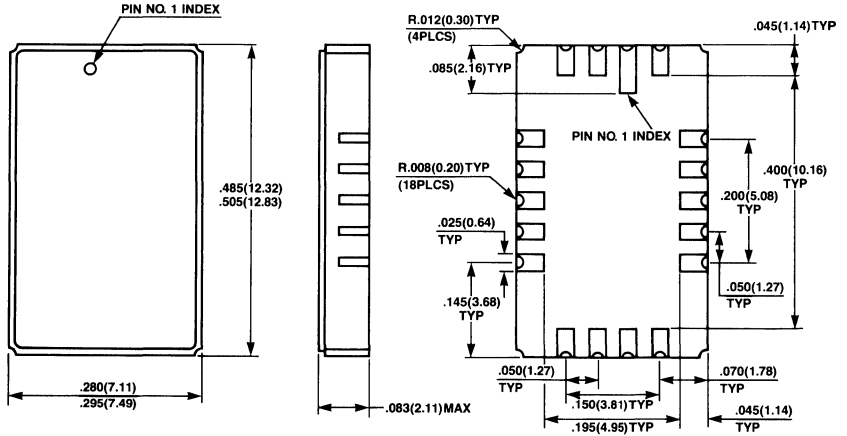 PIN NO. 1 INDEX
.485(12.32)
.505(12.83)
.280(7.11)
.295(7.49)
.083(2.11) MAX
R.012(0.30) TYP
(4PLCS)
.085(2.16) TYP
.045(1.14) TYP
PIN NO. 1 INDEX
R.008(0.20) TYP
(18PLCS)
.400(10.16)
TYP
.200(5.08)
TYP
.025(0.64)
TYP
.050(1.27)
TYP
.145(3.68)
TYP
.050(1.27)
TYP
.070(1.78)
TYP
.150(3.81) TYP
.195(4.95) TYP
.045(1.14)
TYP